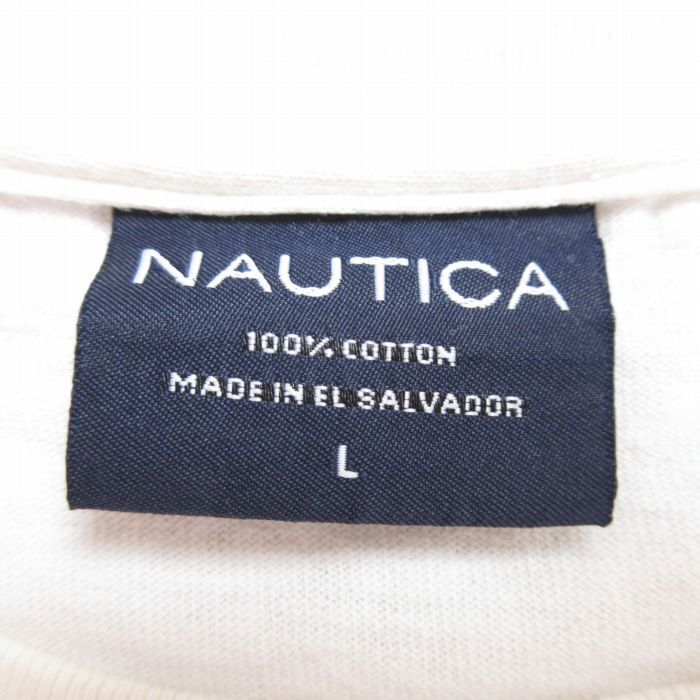 NAUTICA
100% COTTON
MADE IN EL SALVADOR
L